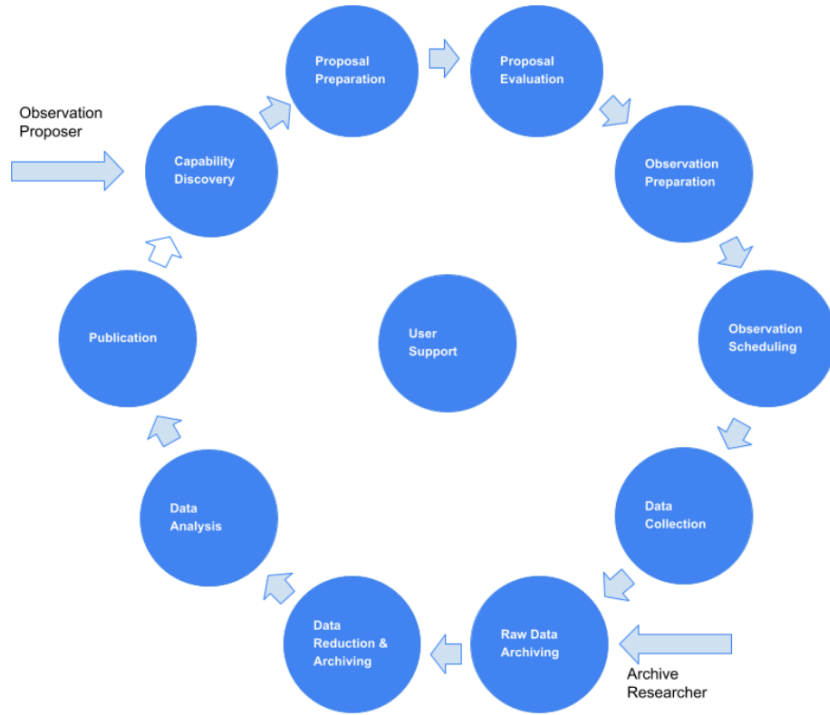 Proposal
Preparation
Proposal
Evaluation
Observation
Proposer
Capability
Discovery
Observation
Preparation
Publication
User
Support
Observation
Scheduling
Data
Analysis
Data
Collection
Data
Reduction &
Archiving
Raw Data
Archiving
Archive
Researcher